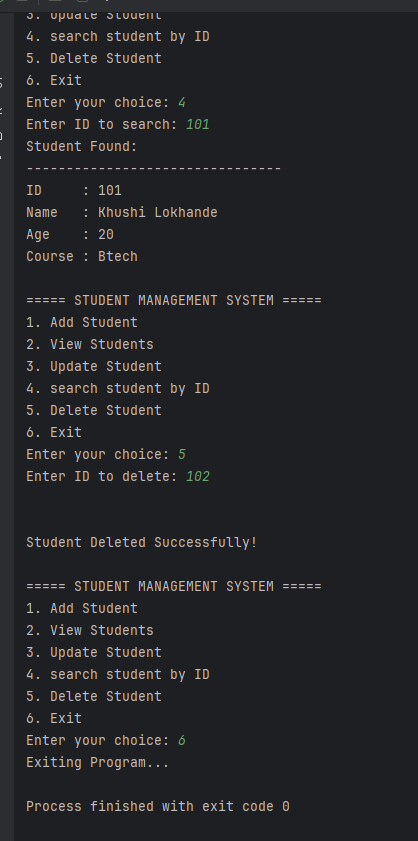 3. Update Student
4. search student by ID
5. Delete Student
6. Exit
Enter your choice: 4
Enter ID to search: 101
Student Found:
--------------------------------
ID     : 101
Name   : Khushi Lokhande
Age    : 20
Course : Btech
===== STUDENT MANAGEMENT SYSTEM =====
1. Add Student
2. View Students
3. Update Student
4. search student by ID
5. Delete Student
6. Exit
Enter your choice: 5
Enter ID to delete: 102
Student Deleted Successfully!
===== STUDENT MANAGEMENT SYSTEM =====
1. Add Student
2. View Students
3. Update Student
4. search student by ID
5. Delete Student
6. Exit
Enter your choice: 6
Exiting Program...
Process finished with exit code 0